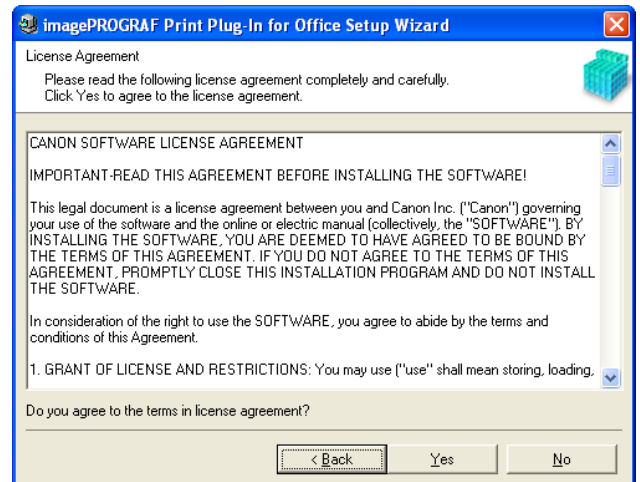 imagePROGRAF Print Plug-In for Office Setup Wizard
License Agreement
Please read the following license agreement completely and carefully.
Click Yes to agree to the license agreement.
CANON SOFTWARE LICENSE AGREEMENT
IMPORTANT-READ THIS AGREEMENT BEFORE INSTALLING THE SOFTWARE!
This legal document is a license agreement between you and Canon Inc. ("Canon") governing
your use of the software and the online or electric manual (collectively, the "SOFTWARE"). BY
INSTALLING THE SOFTWARE, YOU ARE DEEMED TO HAVE AGREED TO BE BOUND BY
THE TERMS OF THIS AGREEMENT. IF YOU DO NOT AGREE TO THE TERMS OF THIS
AGREEMENT, PROMPTLY CLOSE THIS INSTALLATION PROGRAM AND DO NOT INSTALL
THE SOFTWARE.
In consideration of the right to use the SOFTWARE, you agree to abide by the terms and
conditions of this Agreement.
1. GRANT OF LICENSE AND RESTRICTIONS: You may use ("use" shall mean storing, loading,
Do you agree to the terms in license agreement?
< Back Yes No